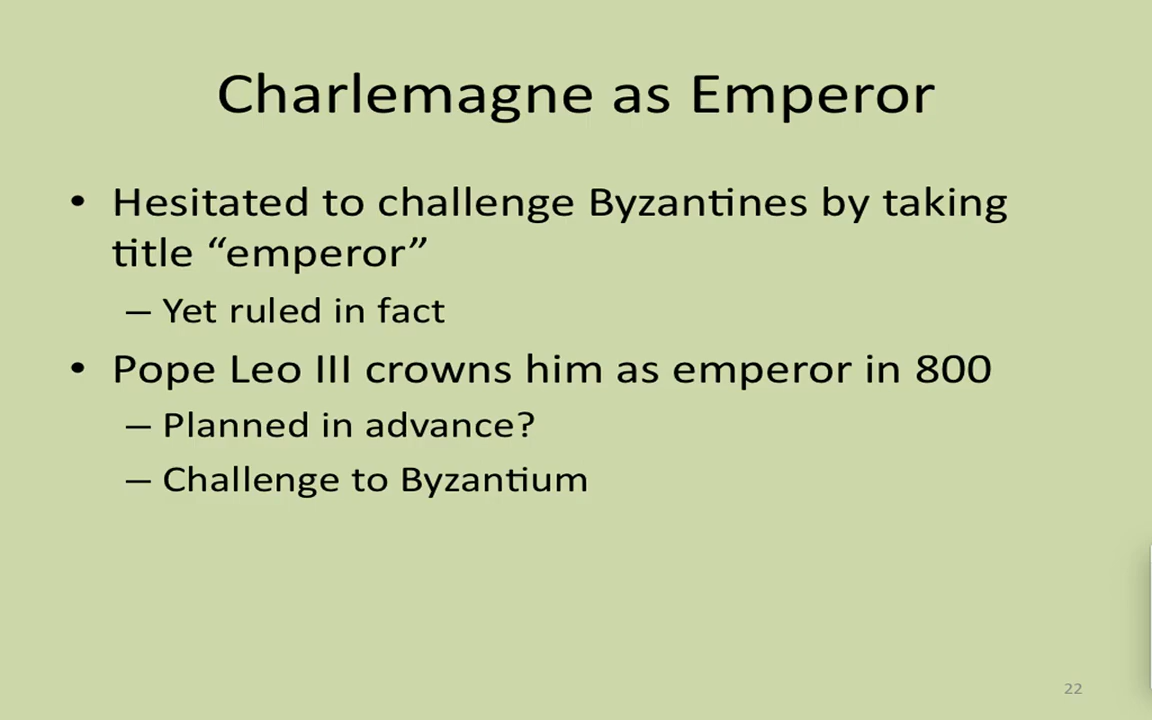 Charlemagne as Emperor
• Hesitated to challenge Byzantines by taking
title “emperor”
– Yet ruled in fact
• Pope Leo III crowns him as emperor in 800
– Planned in advance?
– Challenge to Byzantium
22